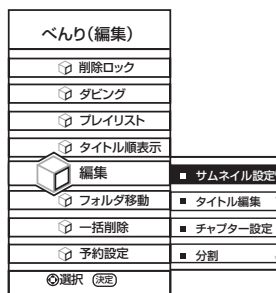 べんり(編集)
削除ロック
ダビング
プレイリスト
タイトル順表示
編集
サムネイル設定
フォルダ移動
タイトル編集
一括削除
チャプター設定
予約設定
分割
選択 決定